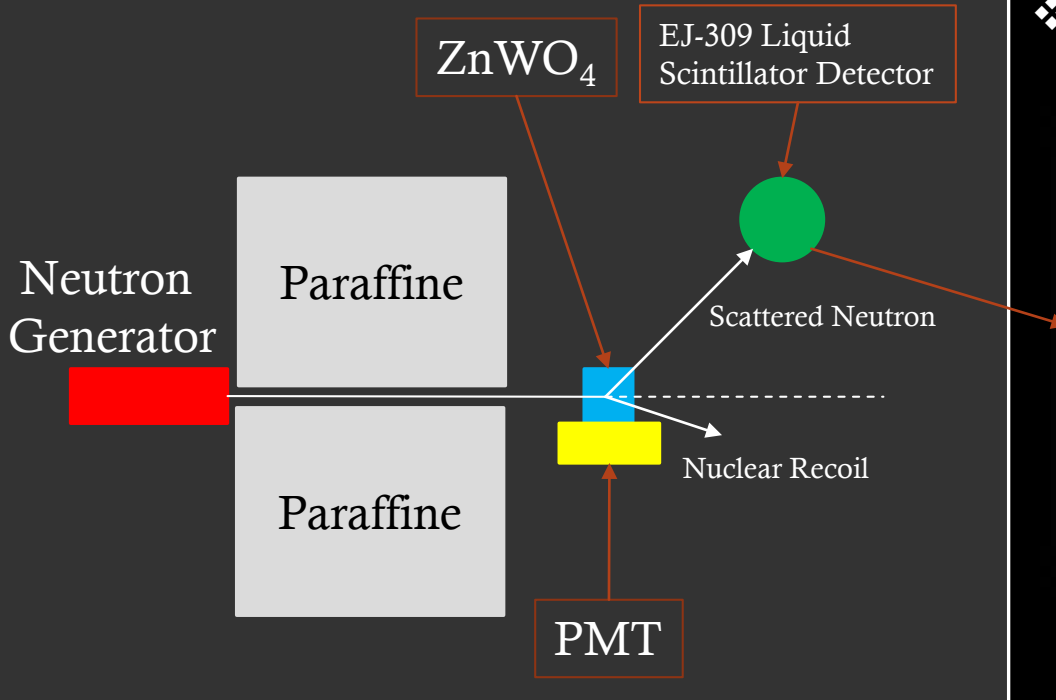 ZnWO₄
EJ-309 Liquid
Scintillator Detector
Neutron
Generator
Paraffine
Scattered Neutron
Nuclear Recoil
Paraffine
PMT